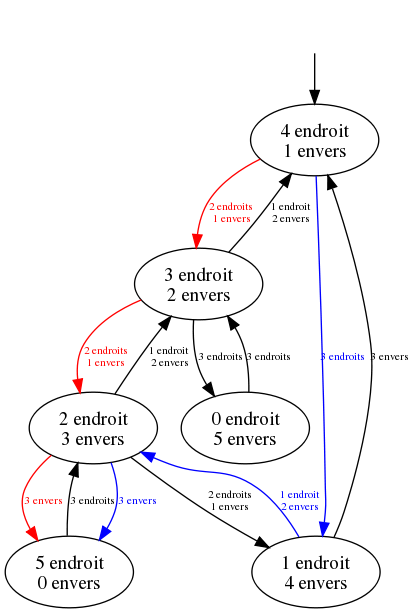 4 endroit
1 envers
2 endroits
1 envers
1 endroit
2 envers
3 endroit
2 envers
2 endroits
1 envers
1 endroit
2 envers
3 endroits
3 endroits
3 endroits
3 envers
2 endroit
3 envers
0 endroit
5 envers
3 envers
3 endroits
3 envers
2 endroits
1 envers
1 endroit
2 envers
5 endroit
0 envers
1 endroit
4 envers